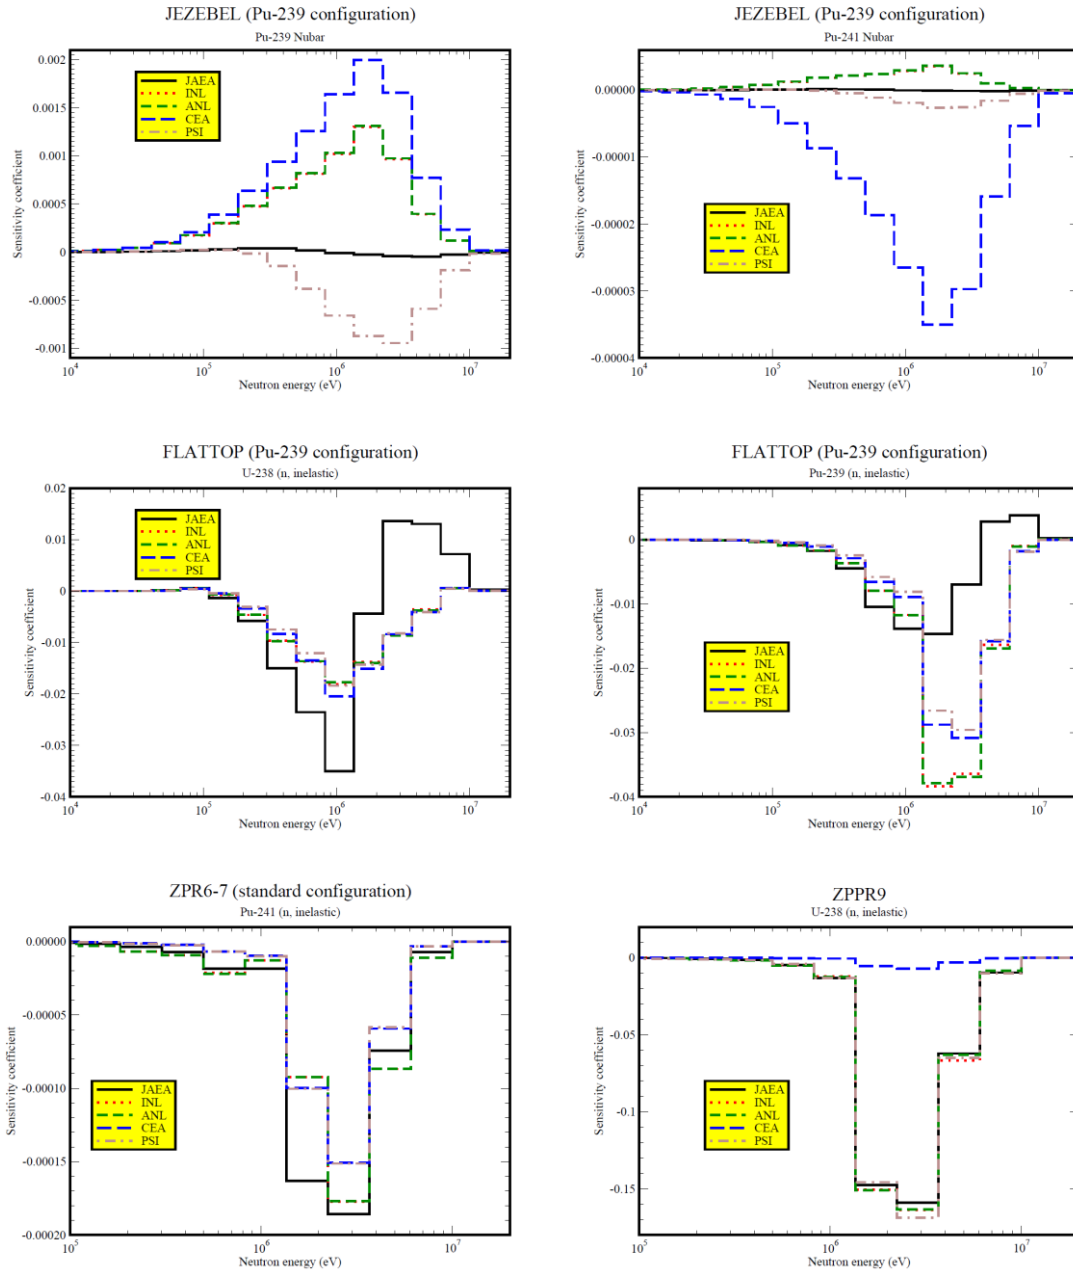 JEZEBEL (Pu-239 configuration)
Pu-239 Nubar
0.002
0.0015
0.001
0.0005
0
-0.0005
-0.001
Sensitivity coefficient
JAEA
INL
ANL
CEA
PSI
10^4
10^5
10^6
10^7
Neutron energy (eV)
JEZEBEL (Pu-239 configuration)
Pu-241 Nubar
0.00000
-0.00001
-0.00002
-0.00003
-0.00004
Sensitivity coefficient
JAEA
INL
ANL
CEA
PSI
10^4
10^5
10^6
10^7
Neutron energy (eV)
FLATTOP (Pu-239 configuration)
U-238 (n, inelastic)
0.02
0.01
0
-0.01
-0.02
-0.03
-0.04
Sensitivity coefficient
JAEA
INL
ANL
CEA
PSI
10^4
10^5
10^6
10^7
Neutron energy (eV)
FLATTOP (Pu-239 configuration)
Pu-239 (n, inelastic)
0
-0.01
-0.02
-0.03
-0.04
Sensitivity coefficient
JAEA
INL
ANL
CEA
PSI
10^4
10^5
10^6
10^7
Neutron energy (eV)
ZPR6-7 (standard configuration)
Pu-241 (n, inelastic)
0.00000
-0.00005
-0.00010
-0.00015
-0.00020
Sensitivity coefficient
JAEA
INL
ANL
CEA
PSI
10^5
10^6
10^7
Neutron energy (eV)
ZPPR9
U-238 (n, inelastic)
0
-0.05
-0.1
-0.15
Sensitivity coefficient
JAEA
INL
ANL
CEA
PSI
10^5
10^6
10^7
Neutron energy (eV)